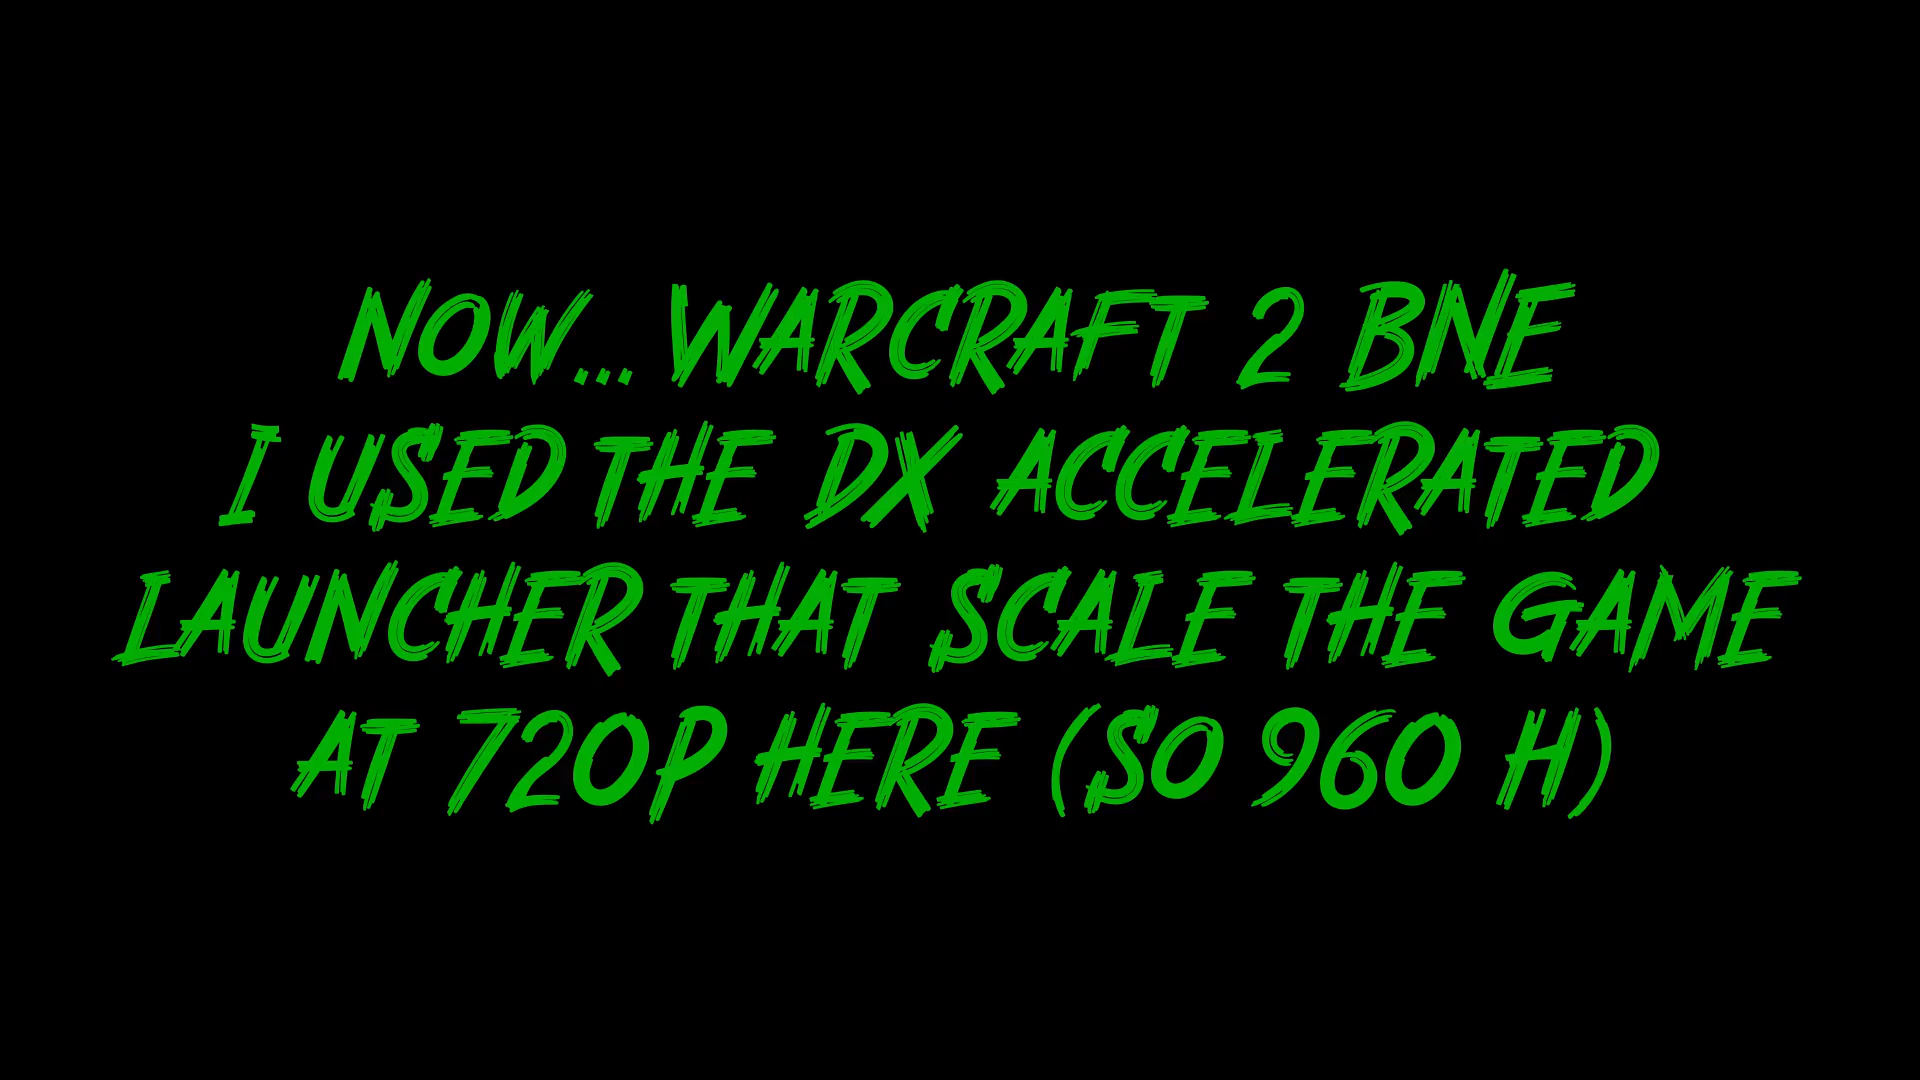 NOW... WARCRAFT 2 BNE
I USED THE DX ACCELERATED
LAUNCHER THAT SCALE THE GAME
AT 720P HERE (SO 960 H)